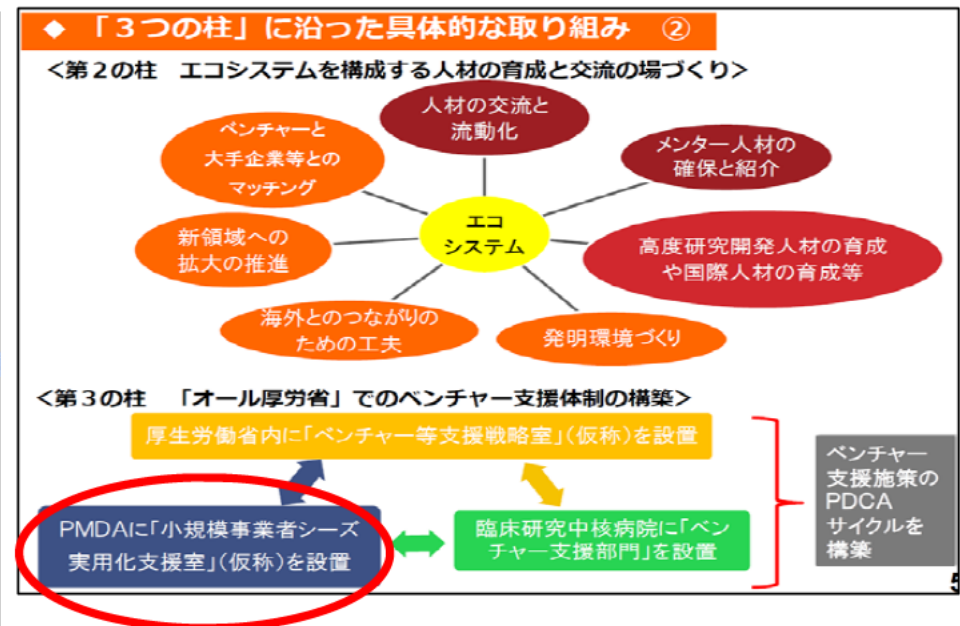 ◆ 「３つの柱」に沿った具体的な取り組み ②
＜第２の柱 エコシステムを構成する人材の育成と交流の場づくり＞
人材の交流と
流動化
ベンチャーと
大手企業等との
マッチング
メンター人材の
確保と紹介
エコ
システム
新領域への
拡大の推進
高度研究開発人材の育成
や国際人材の育成等
海外とのつながりの
ための工夫
発明環境づくり
＜第３の柱 「オール厚労省」でのベンチャー支援体制の構築＞
厚生労働省内に「ベンチャー等支援戦略室」（仮称）を設置
PMDAに「小規模事業者シーズ
実用化支援室」（仮称）を設置
臨床研究中核病院に「ベン
チャー支援部門」を設置
ベンチャー
支援施策の
PDCA
サイクルを
構築
5